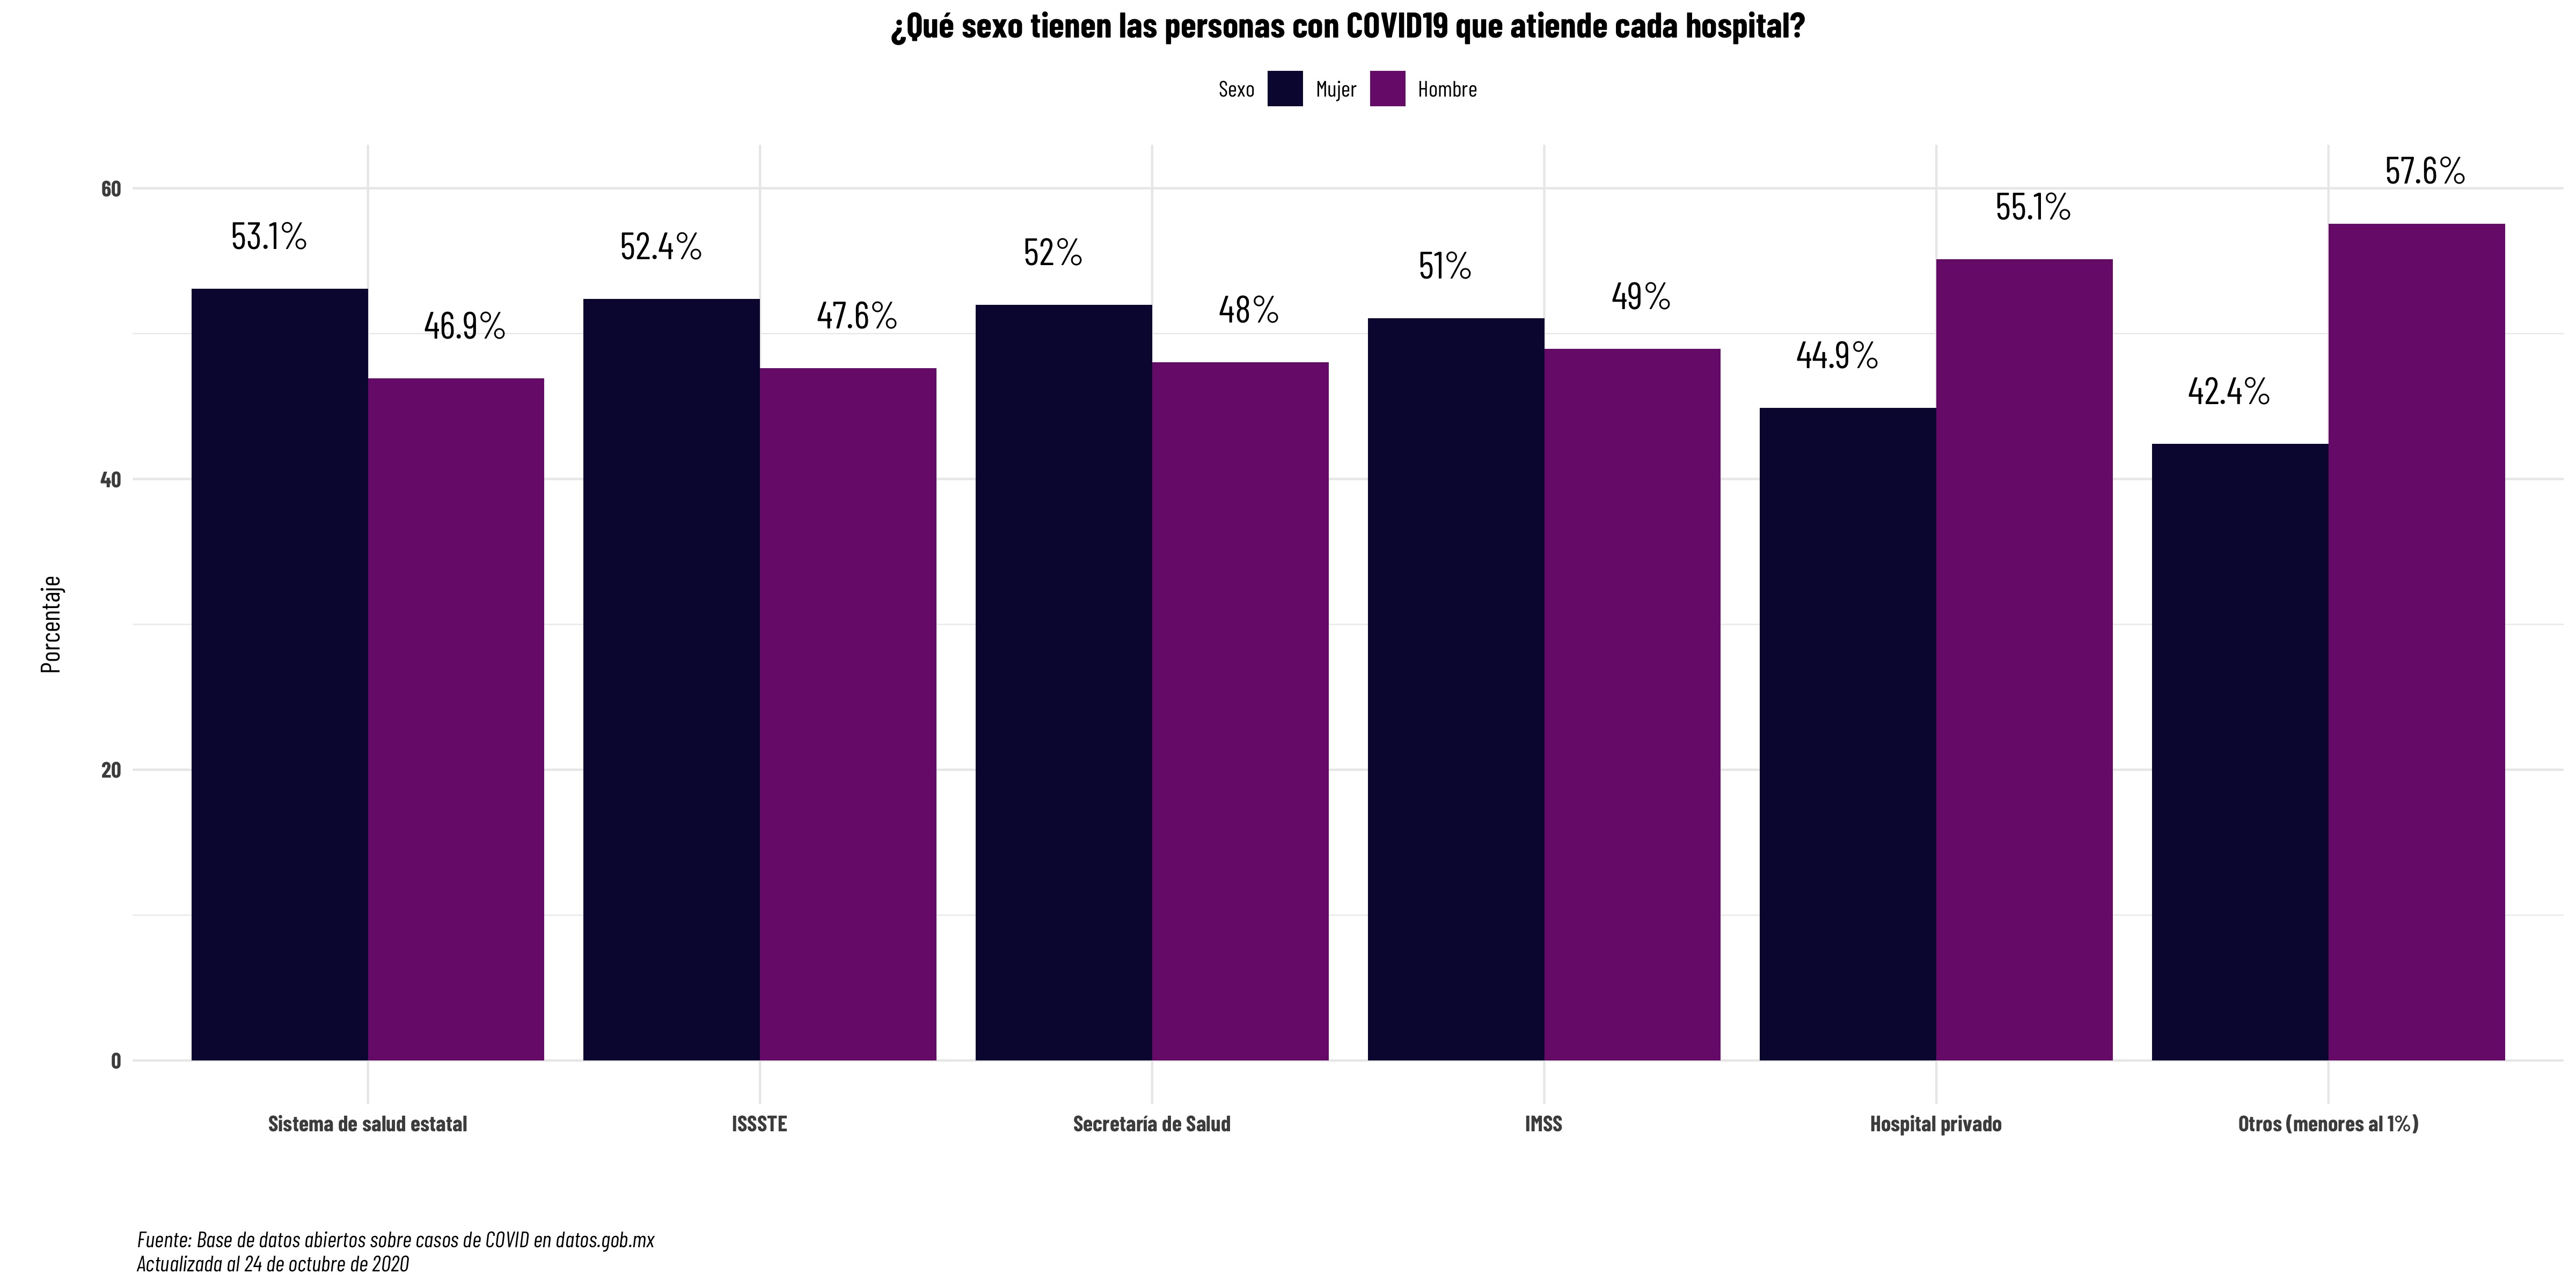 ¿Qué sexo tienen las personas con COVID19 que atiende cada hospital?
Sexo Mujer Hombre
Porcentaje
60
40
20
0
53.1%
46.9%
52.4%
47.6%
52%
48%
51%
49%
44.9%
55.1%
42.4%
57.6%
Sistema de salud estatal
ISSSTE
Secretaría de Salud
IMSS
Hospital privado
Otros (menores al 1%)
Fuente: Base de datos abiertos sobre casos de COVID en datos.gob.mx
Actualizada al 24 de octubre de 2020